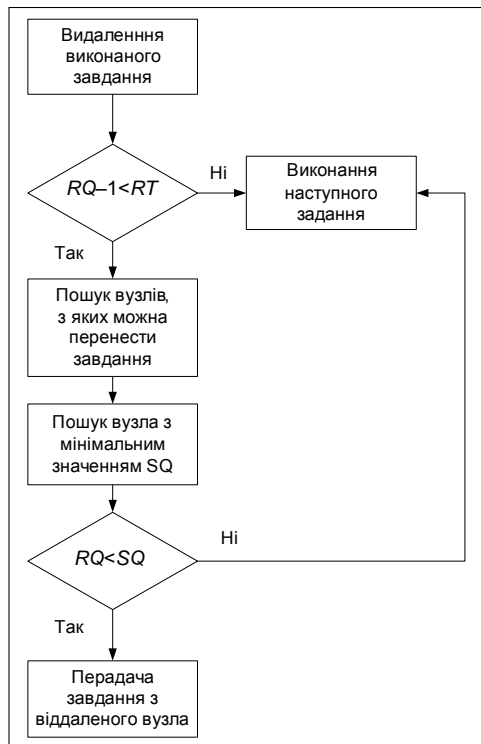 Видаленння
виконаного
завдання
RQ–1<RT
Ні
Виконання
наступного
задання
Так
Пошук вузлів,
з яких можна
перенести
завдання
Пошук вузла з
мінімальним
значенням SQ
RQ<SQ
Ні
Так
Перадача
завдання з
віддаленого вузла